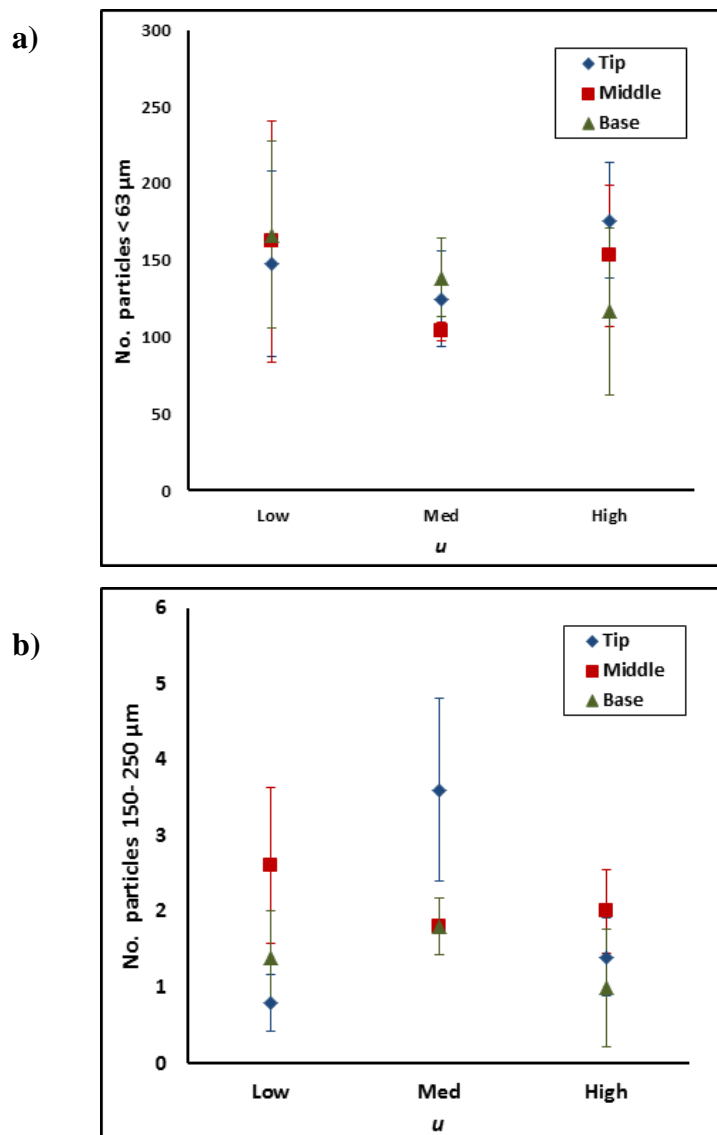 a)
300
250
200
150
100
50
0
No. particles < 63 µm
Tip
Middle
Base
Low Med High
u
b)
6
5
4
3
2
1
0
No. particles 150- 250 µm
Tip
Middle
Base
Low Med High
u